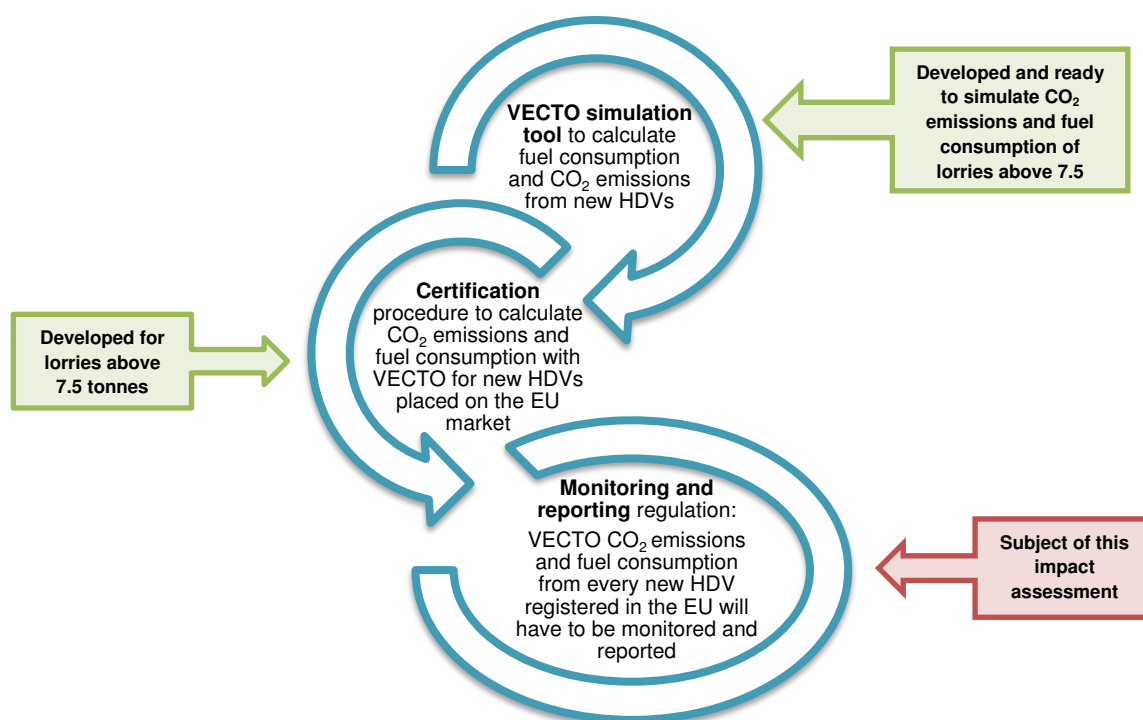 VECTO simulation
tool to calculate
fuel consumption
and CO₂ emissions
from new HDVs
Developed and ready
to simulate CO₂
emissions and fuel
consumption of
lorries above 7.5
Certification
procedure to calculate
CO₂ emissions and
fuel consumption with
VECTO for new HDVs
placed on the EU
market
Developed for
lorries above
7.5 tonnes
Monitoring and
reporting regulation:
VECTO CO₂ emissions
and fuel consumption
from every new HDV
registered in the EU will
have to be monitored and
reported
Subject of this
impact
assessment